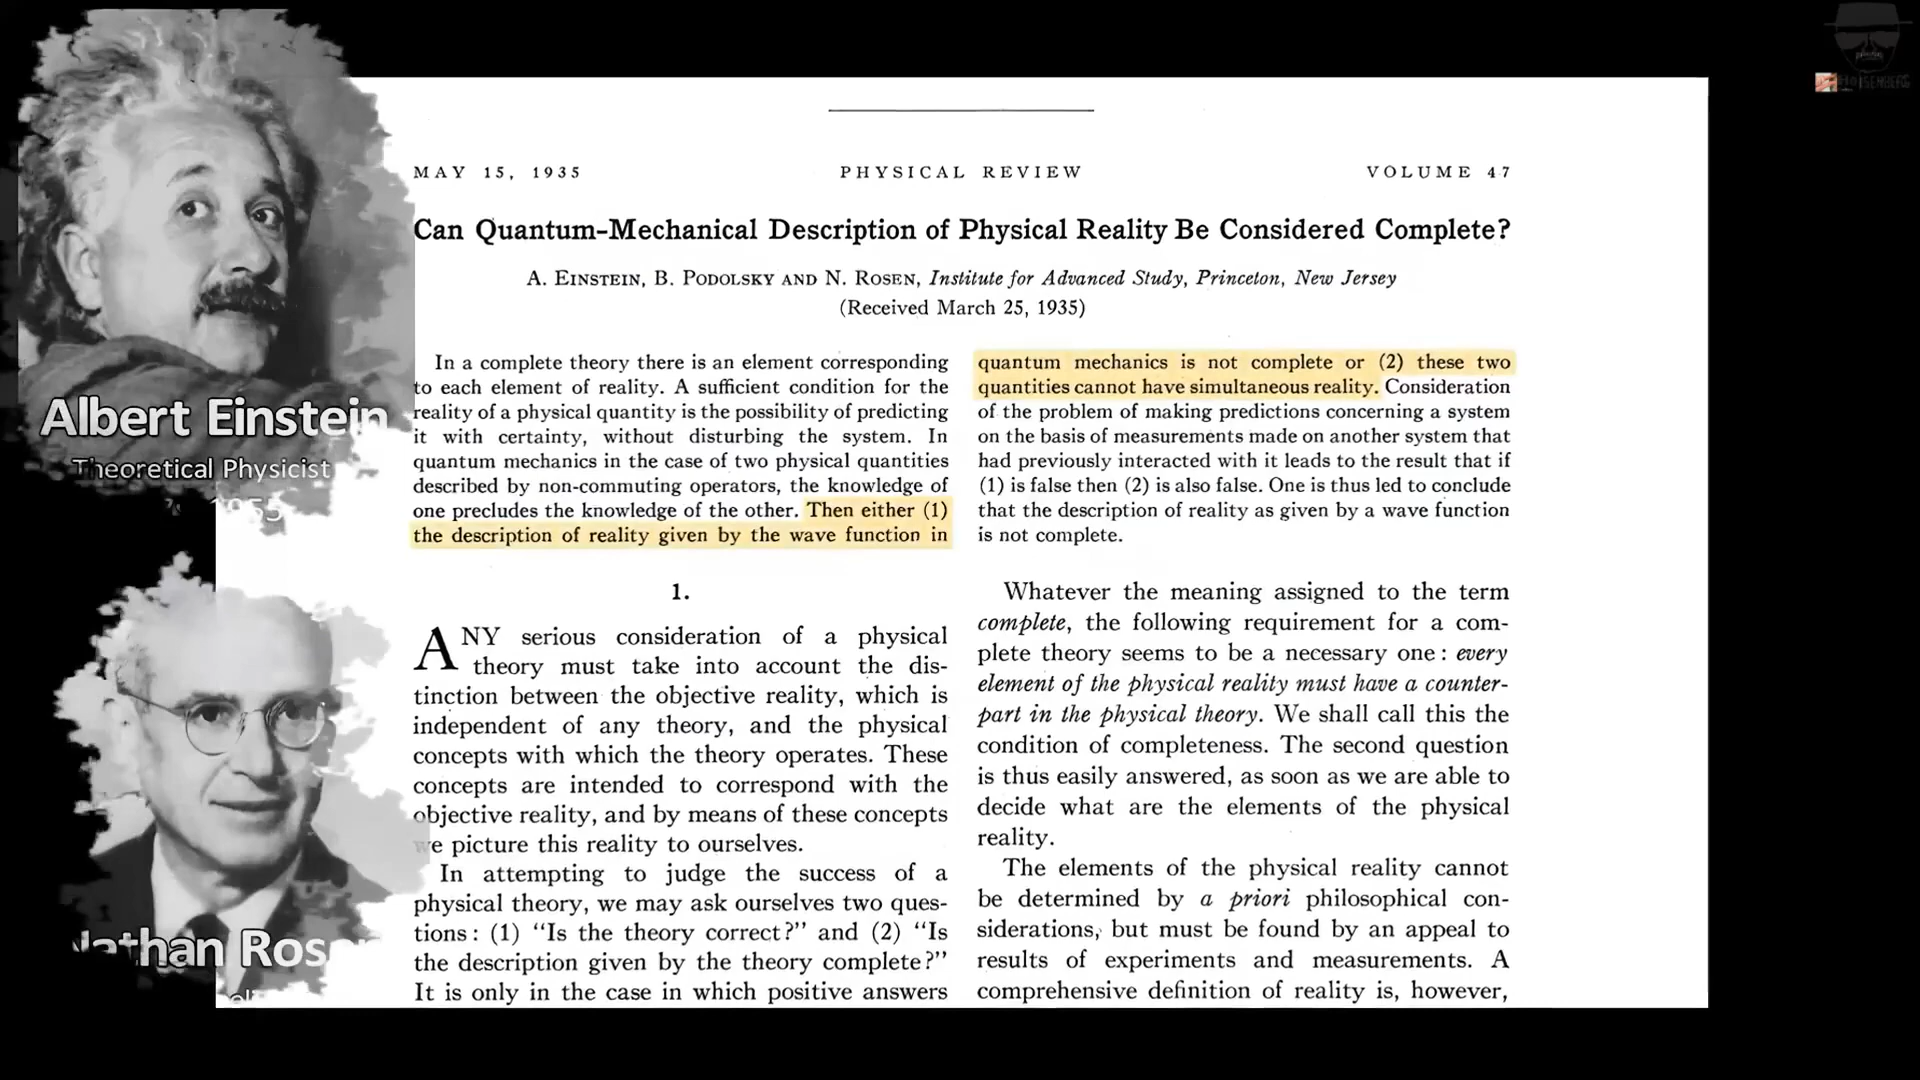 MAY 15, 1935
PHYSICAL REVIEW
VOLUME 47
Can Quantum-Mechanical Description of Physical Reality Be Considered Complete?
A. EINSTEIN, B. PODOLSKY AND N. ROSEN, Institute for Advanced Study, Princeton, New Jersey
(Received March 25, 1935)
In a complete theory there is an element corresponding
to each element of reality. A sufficient condition for the
reality of a physical quantity is the possibility of predicting
it with certainty, without disturbing the system. In
quantum mechanics in the case of two physical quantities
described by non-commuting operators, the knowledge of
one precludes the knowledge of the other. Then either (1)
the description of reality given by the wave function in
quantum mechanics is not complete or (2) these two
quantities cannot have simultaneous reality. Consideration
of the problem of making predictions concerning a system
on the basis of measurements made on another system that
had previously interacted with it leads to the result that if
(1) is false then (2) is also false. One is thus led to conclude
that the description of reality as given by a wave function
is not complete.
1.
ANY serious consideration of a physical
theory must take into account the dis-
tinction between the objective reality, which is
independent of any theory, and the physical
concepts with which the theory operates. These
concepts are intended to correspond with the
objective reality, and by means of these concepts
we picture this reality to ourselves.
In attempting to judge the success of a
physical theory, we may ask ourselves two ques-
tions: (1) "Is the theory correct?" and (2) "Is
the description given by the theory complete?"
It is only in the case in which positive answers
Whatever the meaning assigned to the term
complete, the following requirement for a com-
plete theory seems to be a necessary one: every
element of the physical reality must have a counter-
part in the physical theory. We shall call this the
condition of completeness. The second question
is thus easily answered, as soon as we are able to
decide what are the elements of the physical
reality.
The elements of the physical reality cannot
be determined by a priori philosophical con-
siderations, but must be found by an appeal to
results of experiments and measurements. A
comprehensive definition of reality is, however,
Albert Einstein
Theoretical Physicist
1955
Nathan Rosen